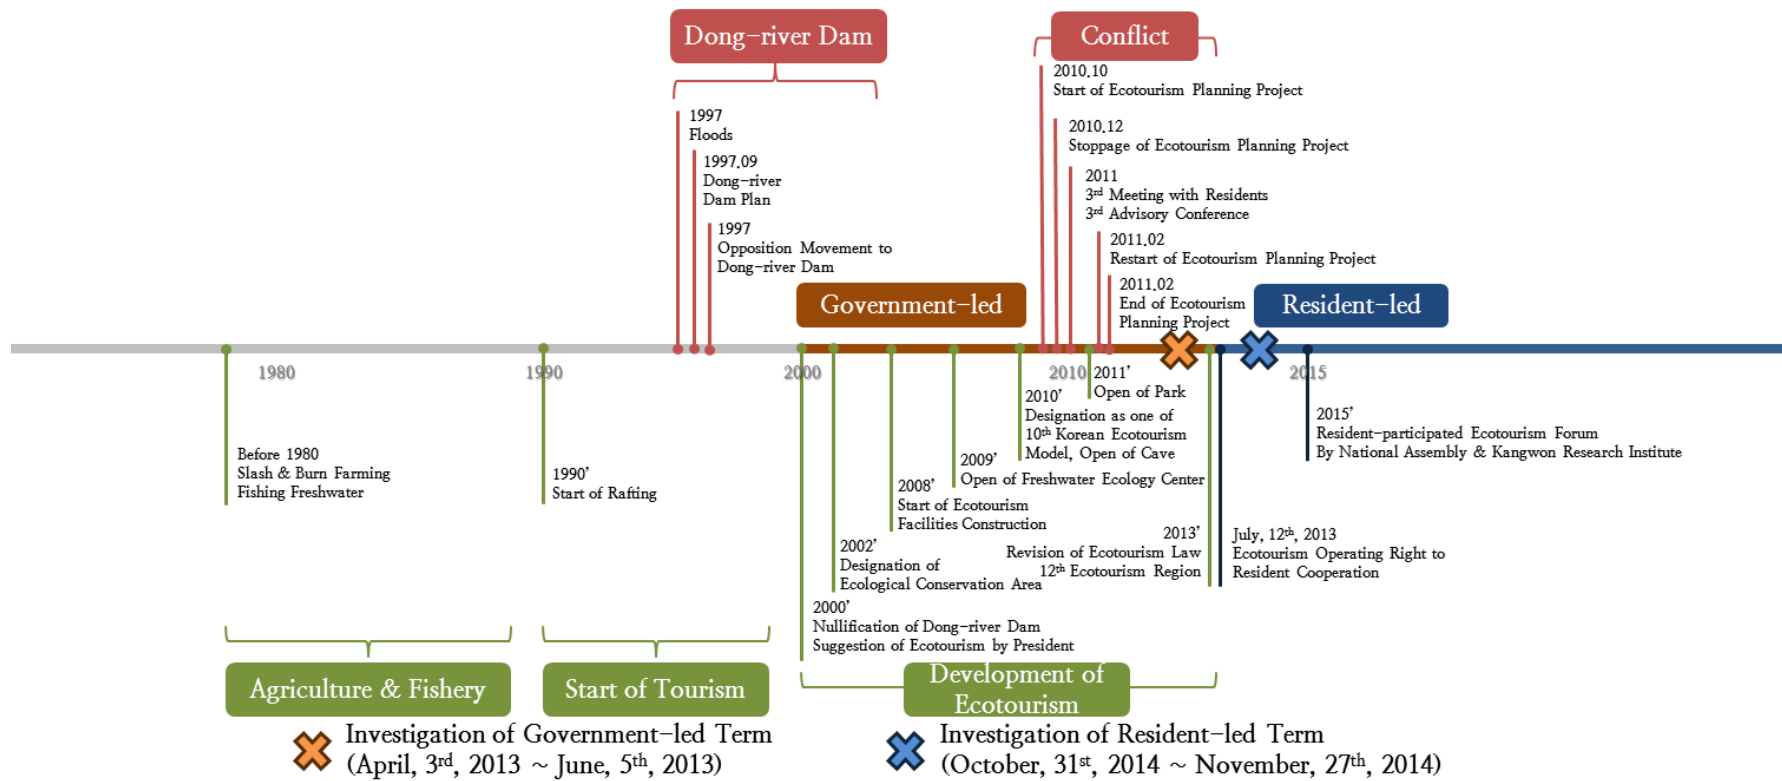 Dong-river Dam
Conflict
1997
Floods
1997.09
Dong-river
Dam Plan
1997
Opposition Movement to
Dong-river Dam
2010.10
Start of Ecotourism Planning Project
2010.12
Stoppage of Ecotourism Planning Project
2011
3rd Meeting with Residents
3rd Advisory Conference
2011.02
Restart of Ecotourism Planning Project
2011.02
End of Ecotourism
Planning Project
Government-led
Resident-led
1980
1990
2000
2010
2015
Before 1980
Slash & Burn Farming
Fishing Freshwater
1990'
Start of Rafting
2000'
Nullification of Dong-river Dam
Suggestion of Ecotourism by President
2002'
Designation of
Ecological Conservation Area
2008'
Start of Ecotourism
Facilities Construction
2009'
Open of Freshwater Ecology Center
2010'
Designation as one of
10th Korean Ecotourism
Model, Open of Cave
2011'
Open of Park
2013'
Revision of Ecotourism Law
12th Ecotourism Region
July, 12th, 2013
Ecotourism Operating Right to
Resident Cooperation
2015'
Resident-participated Ecotourism Forum
By National Assembly & Kangwon Research Institute
Agriculture & Fishery
Start of Tourism
Development of
Ecotourism
Investigation of Government-led Term
(April, 3rd, 2013 ~ June, 5th, 2013)
Investigation of Resident-led Term
(October, 31st, 2014 ~ November, 27th, 2014)